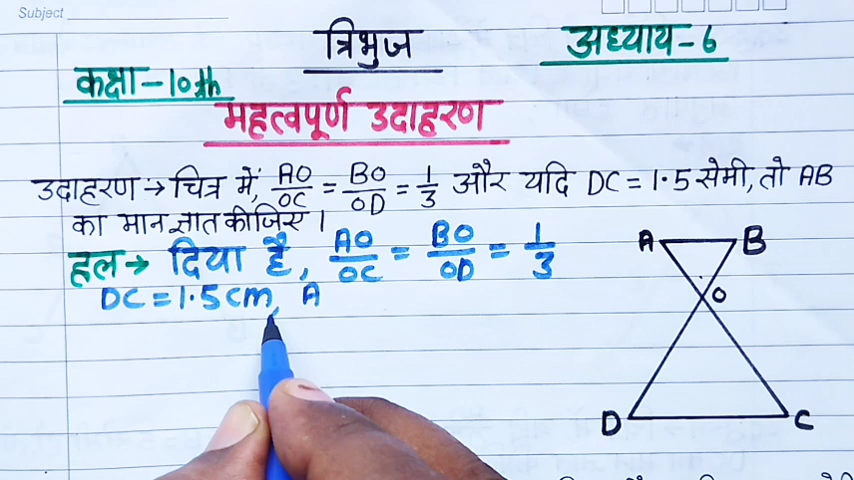 Subject
त्रिभुज
अध्याय-6
कक्षा-10th
महत्वपूर्ण उदाहरण
उदाहरण → चित्र में, AO/OC = BO/OD = 1/3 और यदि DC = 1.5 सेमी, तो AB
का मान ज्ञात कीजिए ।
हल → दिया है, AO/OC = BO/OD = 1/3
DC = 1.5 cm, A
A B
O
D C